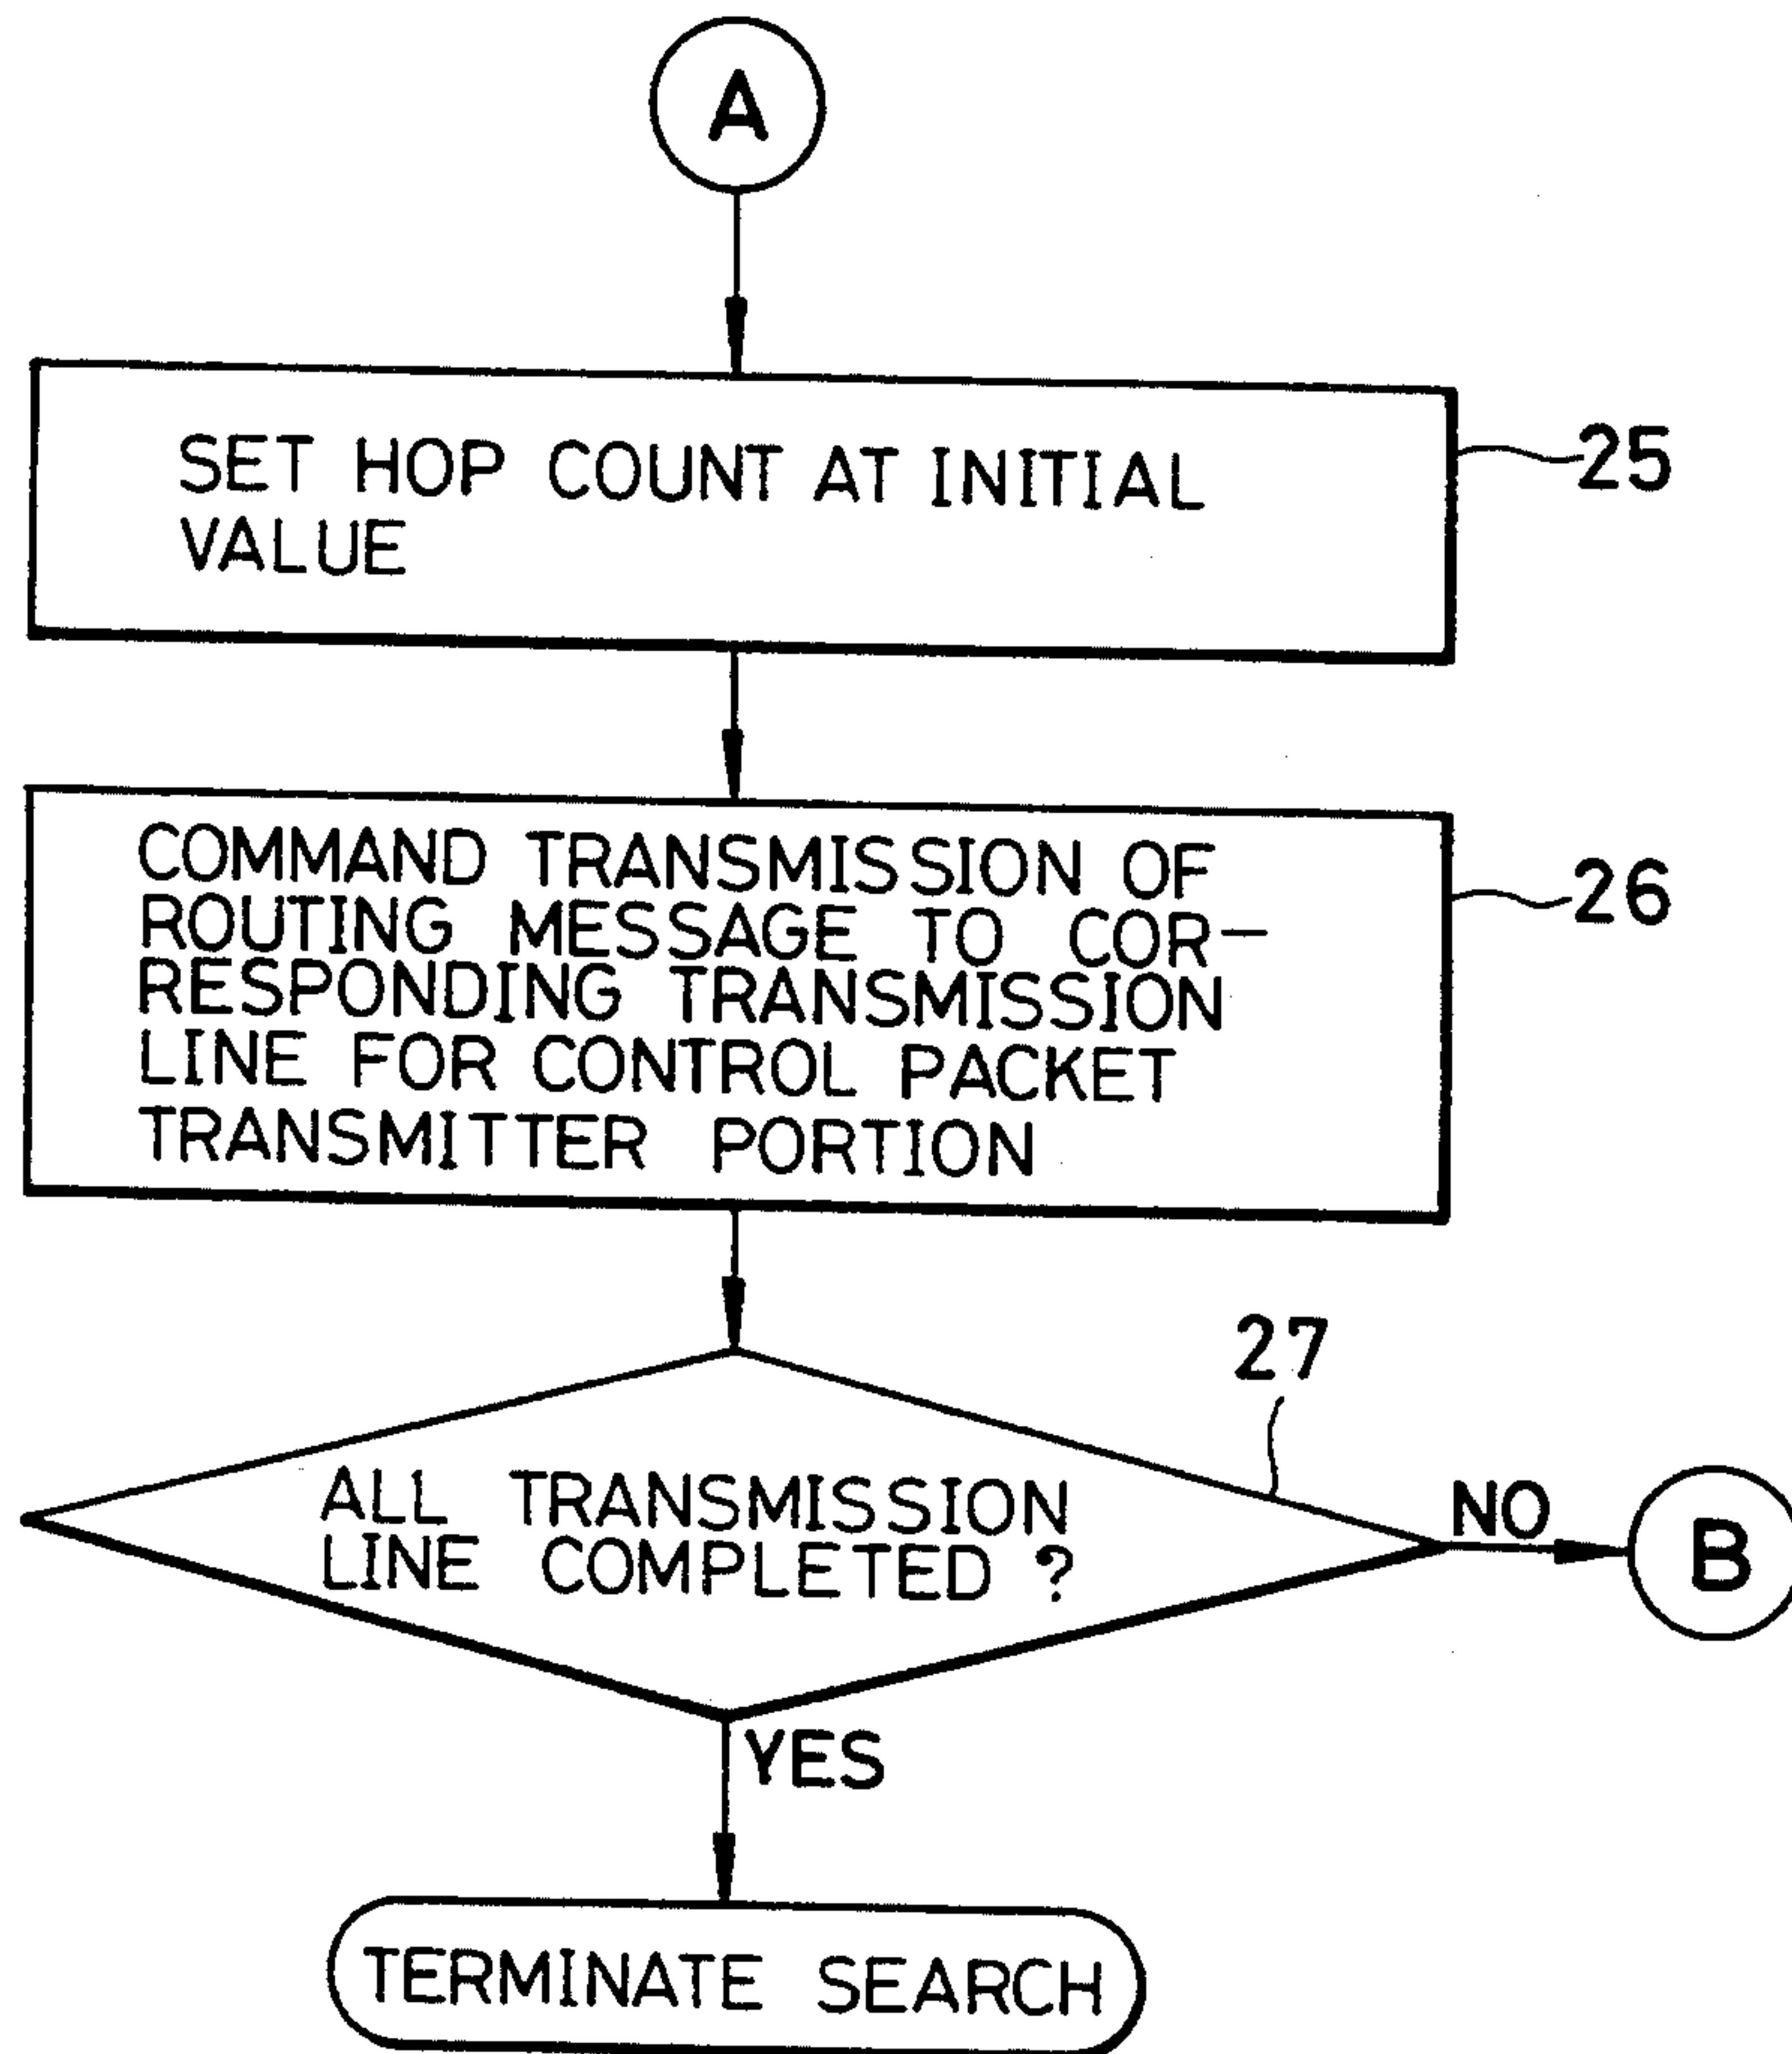 A
SET HOP COUNT AT INITIAL
VALUE
25
COMMAND TRANSMISSION OF
ROUTING MESSAGE TO COR-
RESPONDING TRANSMISSION
LINE FOR CONTROL PACKET
TRANSMITTER PORTION
26
27
ALL TRANSMISSION
LINE COMPLETED ?
NO
B
YES
TERMINATE SEARCH